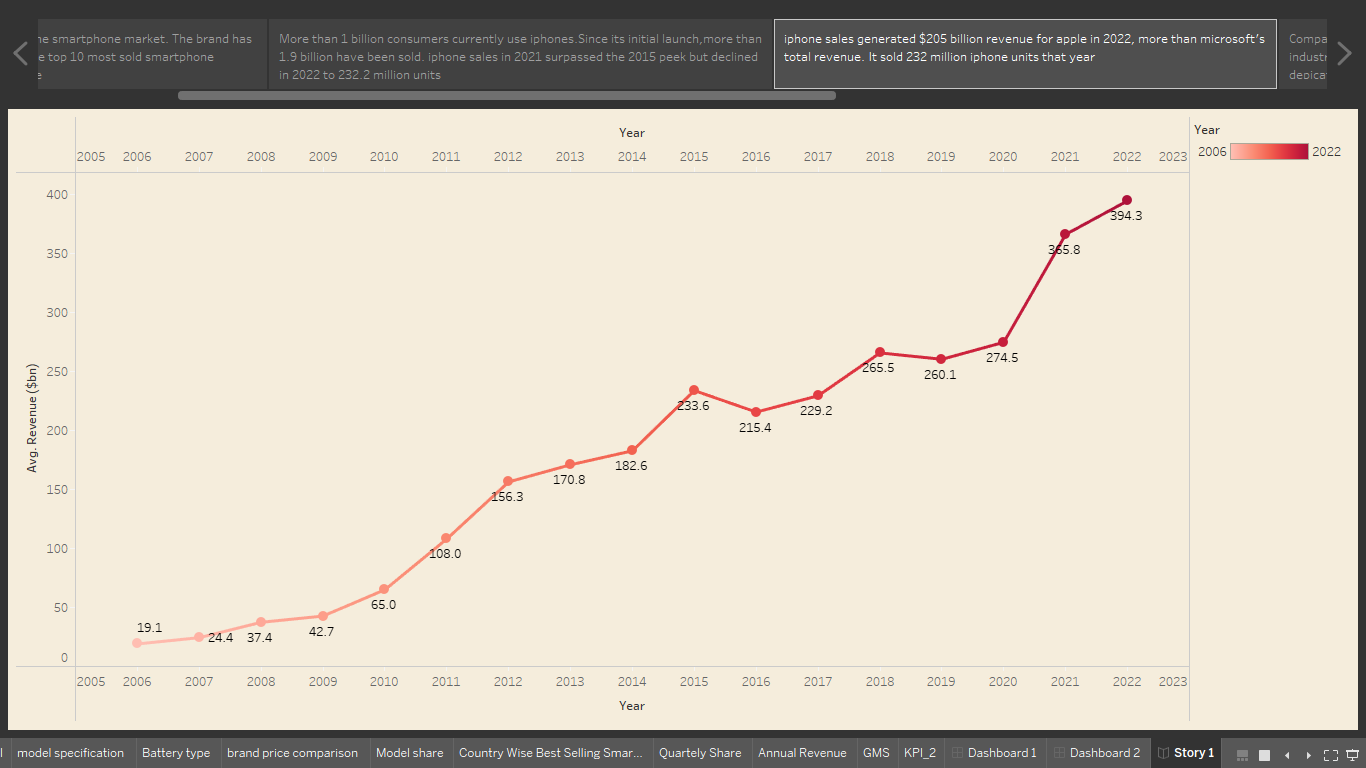 he smartphone market. The brand has
e top 10 most sold smartphone
e
More than 1 billion consumers currently use iphones.Since its initial launch,more than
1.9 billion have been sold. iphone sales in 2021 surpassed the 2015 peek but declined
in 2022 to 232.2 million units
iphone sales generated $205 billion revenue for apple in 2022, more than microsoft's
total revenue. It sold 232 million iphone units that year
Compa
industr
depicat
Year
2005 2006 2007 2008 2009 2010 2011 2012 2013 2014 2015 2016 2017 2018 2019 2020 2021 2022 2023
Year
2006 2022
Avg. Revenue ($bn)
400
350
300
250
200
150
100
50
0
19.1
24.4
37.4
42.7
65.0
108.0
156.3
170.8
182.6
233.6
215.4
229.2
265.5
260.1
274.5
365.8
394.3
2005 2006 2007 2008 2009 2010 2011 2012 2013 2014 2015 2016 2017 2018 2019 2020 2021 2022 2023
Year
l model specification Battery type brand price comparison Model share Country Wise Best Selling Smar... Quartely Share Annual Revenue GMS KPI_2 Dashboard 1 Dashboard 2 Story 1